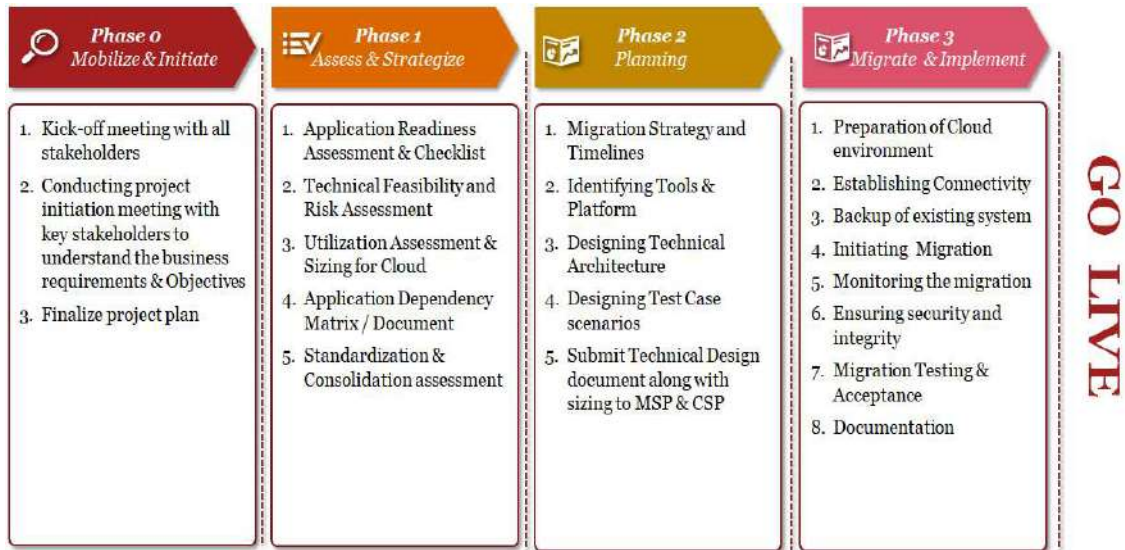 Phase 0
Mobilize & Initiate
1. Kick-off meeting with all
stakeholders
2. Conducting project
initiation meeting with
key stakeholders to
understand the business
requirements & Objectives
3. Finalize project plan
Phase 1
Assess & Strategize
1. Application Readiness
Assessment & Checklist
2. Technical Feasibility and
Risk Assessment
3. Utilization Assessment &
Sizing for Cloud
4. Application Dependency
Matrix / Document
5. Standardization &
Consolidation assessment
Phase 2
Planning
1. Migration Strategy and
Timelines
2. Identifying Tools &
Platform
3. Designing Technical
Architecture
4. Designing Test Case
scenarios
5. Submit Technical Design
document along with
sizing to MSP & CSP
Phase 3
Migrate & Implement
1. Preparation of Cloud
environment
2. Establishing Connectivity
3. Backup of existing system
4. Initiating Migration
5. Monitoring the migration
6. Ensuring security and
integrity
7. Migration Testing &
Acceptance
8. Documentation
GO LIVE